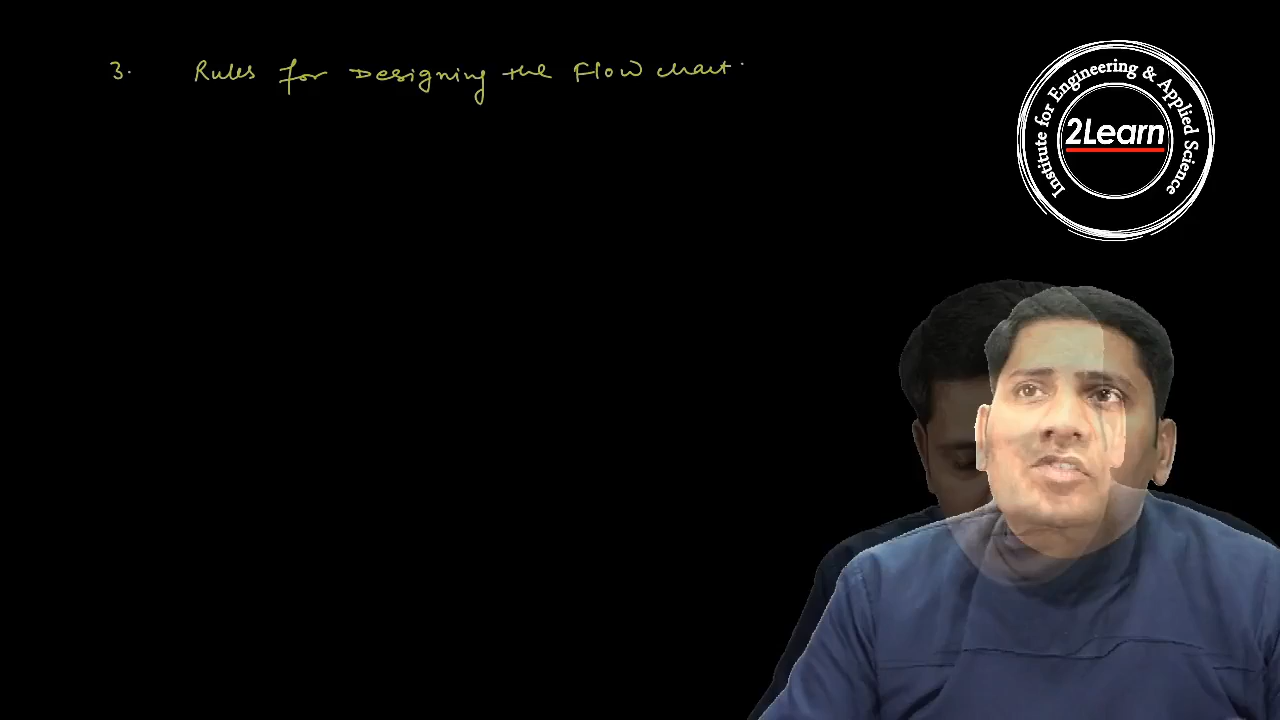 3. Rules for Designing the Flow chart.
Institute for Engineering & Applied Science
2Learn